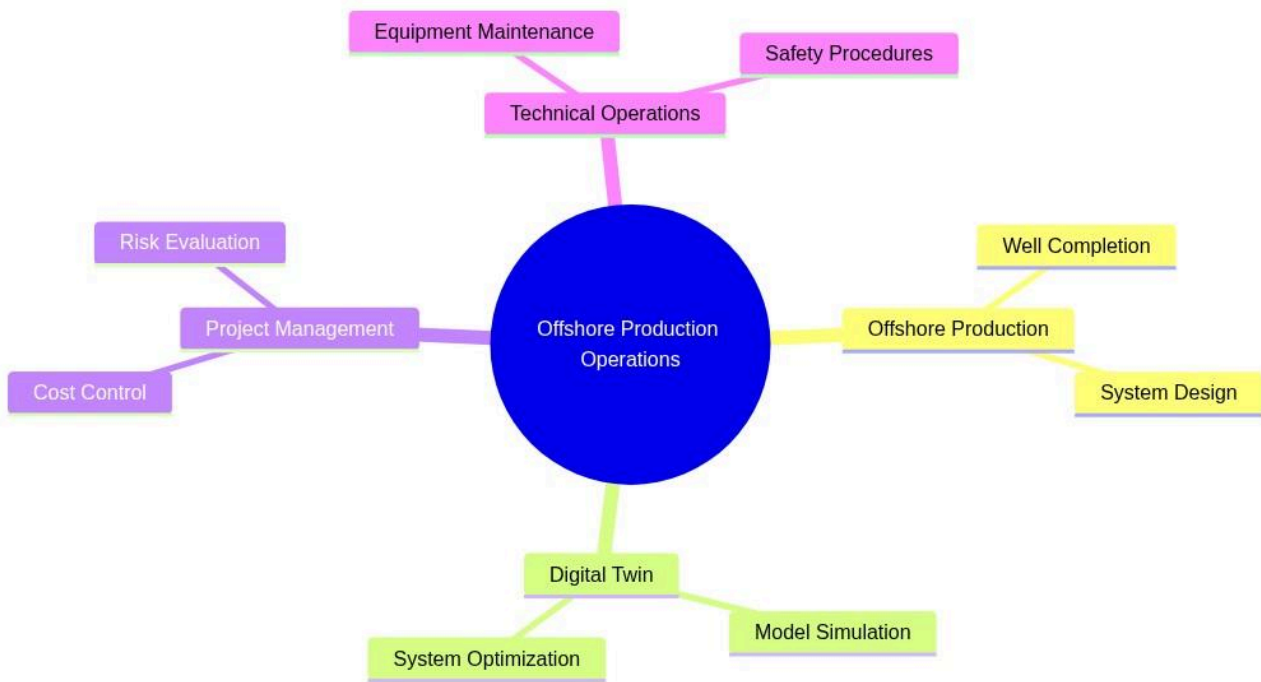 Equipment Maintenance
Safety Procedures
Technical Operations
Risk Evaluation
Well Completion
Project Management
Offshore Production
Operations
Offshore Production
Cost Control
System Design
Digital Twin
Model Simulation
System Optimization